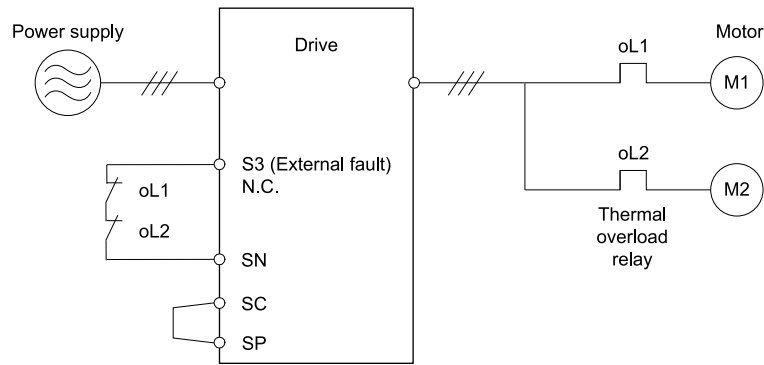 Power supply
Drive
oL1
Motor
M1
S3 (External fault)
N.C.
oL1
oL2
oL2
M2
Thermal
overload
relay
SN
SC
SP